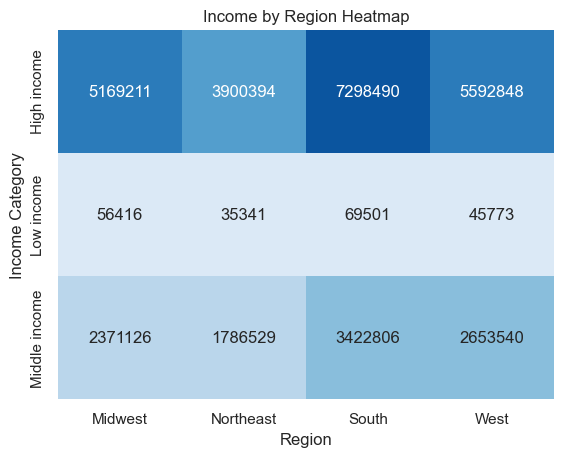 Income by Region Heatmap
Income Category
High income
5169211 3900394 7298490 5592848
Low income
56416 35341 69501 45773
Middle income
2371126 1786529 3422806 2653540
Midwest Northeast South West
Region